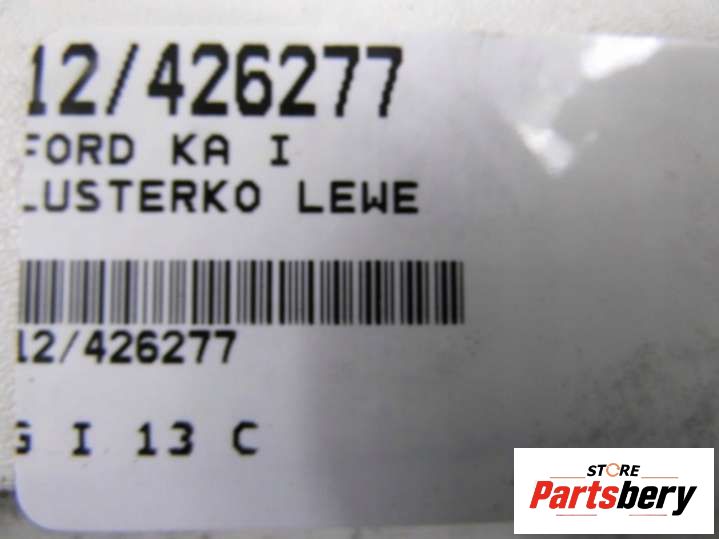 12/426277
FORD KA I
LUSTERKO LEWE
12/426277
G I 13 C
STORE
Partsbery